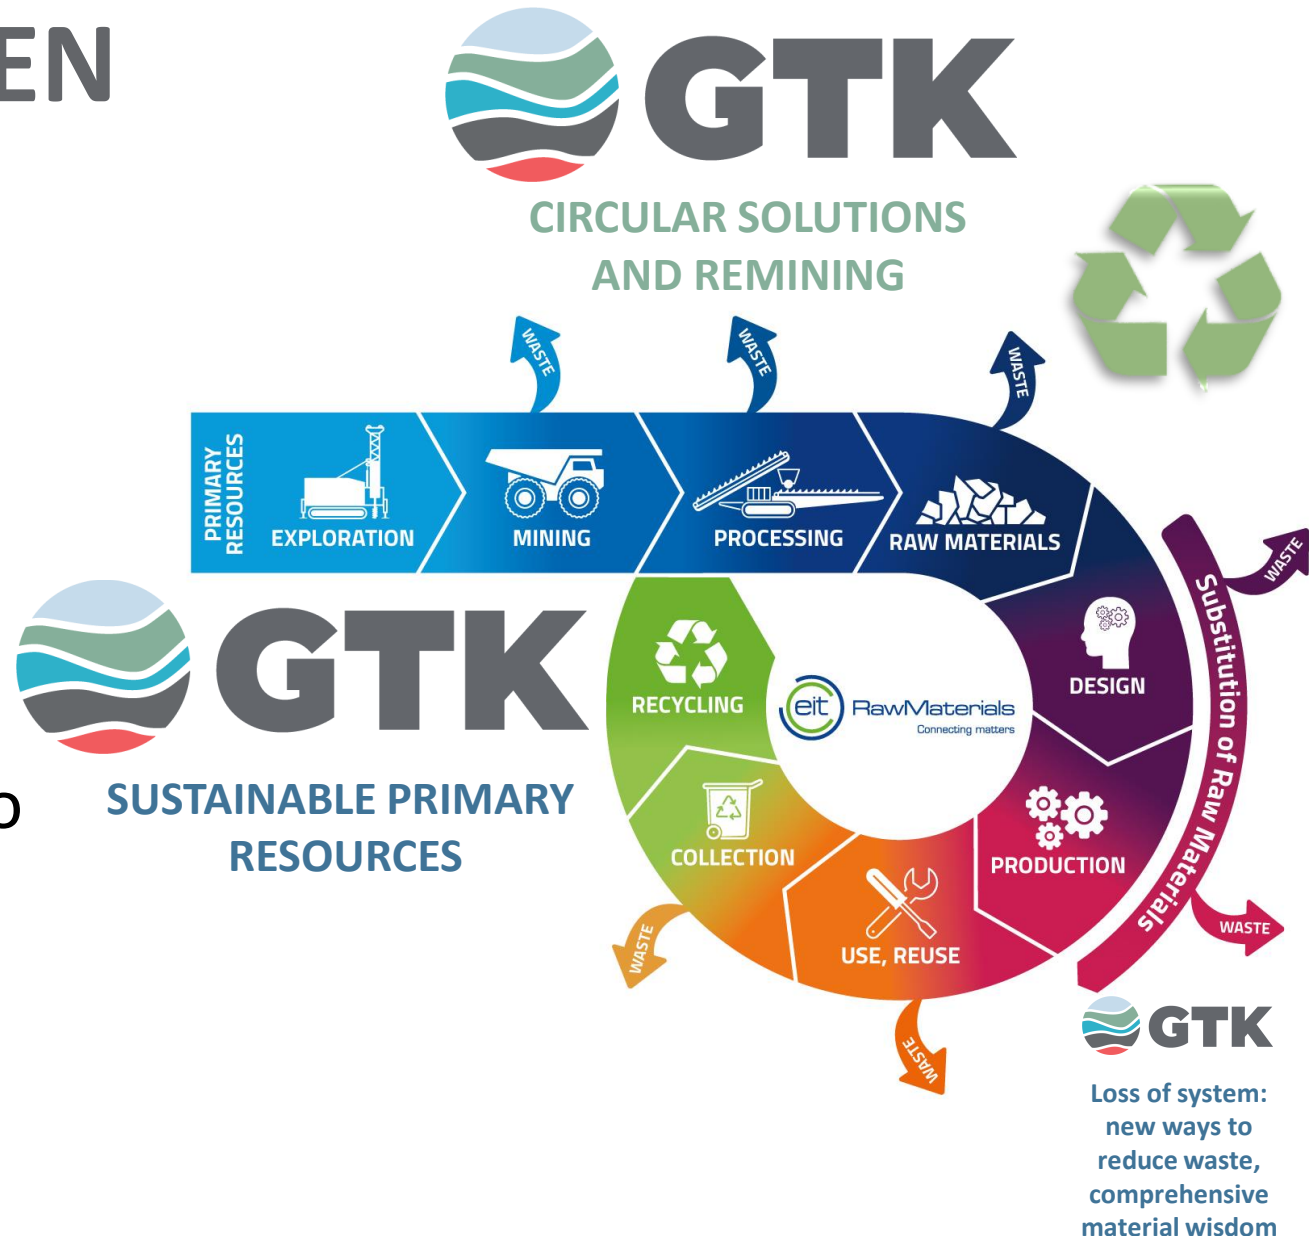 EN
GTK
CIRCULAR SOLUTIONS
AND REMINING
WASTE
WASTE
WASTE
PRIMARY
RESOURCES
EXPLORATION
MINING
PROCESSING
RAW MATERIALS
WASTE
Substitution of Raw Materials
DESIGN
GTK
RECYCLING
eit RawMaterials
Connecting matters
SUSTAINABLE PRIMARY
RESOURCES
o
COLLECTION
PRODUCTION
USE, REUSE
WASTE
WASTE
WASTE
GTK
Loss of system:
new ways to
reduce waste,
comprehensive
material wisdom